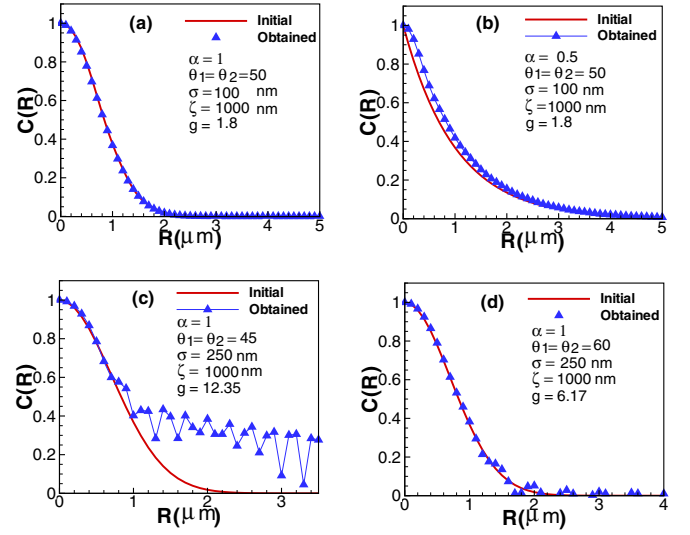 (a)
Initial
Obtained
α = 1
θ1= θ2=50
σ = 100 nm
ζ = 1000 nm
g = 1.8
C(R)
1
0.8
0.6
0.4
0.2
0
0 1 2 3 4 5
R(μm)
(b)
Initial
Obtained
α = 0.5
θ1= θ2= 50
σ = 100 nm
ζ =1000 nm
g = 1.8
C(R)
1
0.8
0.6
0.4
0.2
0
0 1 2 3 4 5
R(μm)
(c)
Initial
Obtained
α = 1
θ1= θ2= 45
σ = 250 nm
ζ = 1000 nm
g = 12.35
C(R)
1
0.8
0.6
0.4
0.2
0
0 1 2 3
R(μm)
(d)
Initial
Obtained
α = 1
θ1= θ2=60
σ = 250 nm
ζ = 1000 nm
g = 6.17
C(R)
1
0.8
0.6
0.4
0.2
0
0 1 2 3 4
R(μm)